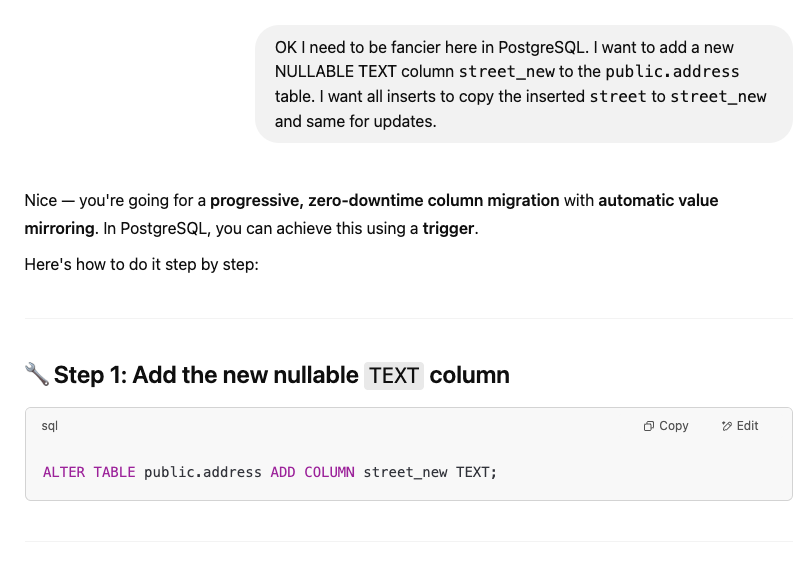 OK I need to be fancier here in PostgreSQL. I want to add a new
NULLABLE TEXT column street_new to the public.address
table. I want all inserts to copy the inserted street to street_new
and same for updates.
Nice — you're going for a progressive, zero-downtime column migration with automatic value
mirroring. In PostgreSQL, you can achieve this using a trigger.
Here's how to do it step by step:
🔧 Step 1: Add the new nullable TEXT column
sql Copy Edit
ALTER TABLE public.address ADD COLUMN street_new TEXT;